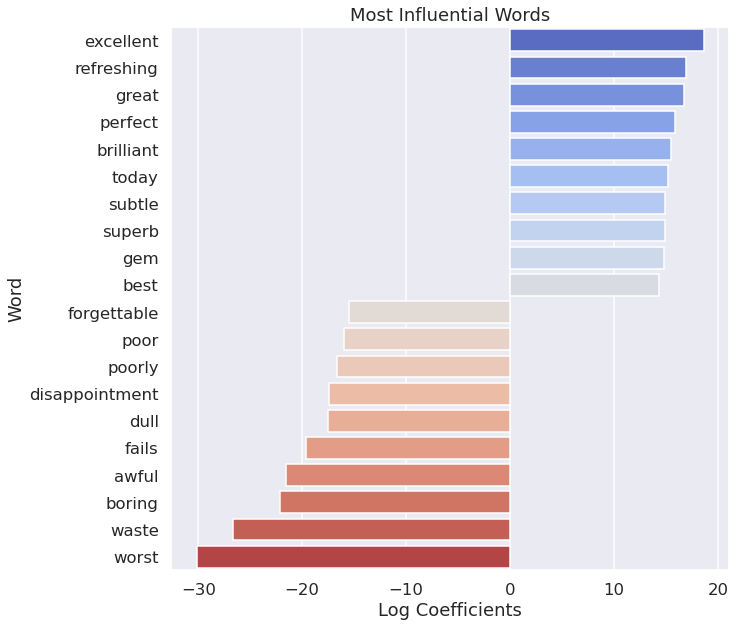 Most Influential Words
excellent
refreshing
great
perfect
brilliant
today
subtle
superb
gem
best
forgettable
poor
poorly
disappointment
dull
fails
awful
boring
waste
worst
Word
−30 −20 −10 0 10 20
Log Coefficients